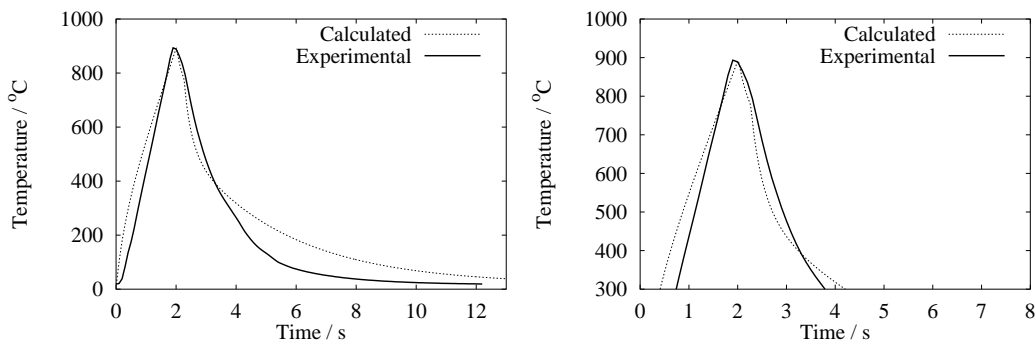 1000
800
600
400
200
0
Temperature / °C
0 2 4 6 8 10 12
Time / s
Calculated
Experimental
1000
900
800
700
600
500
400
300
Temperature / °C
0 1 2 3 4 5 6 7 8
Time / s
Calculated
Experimental